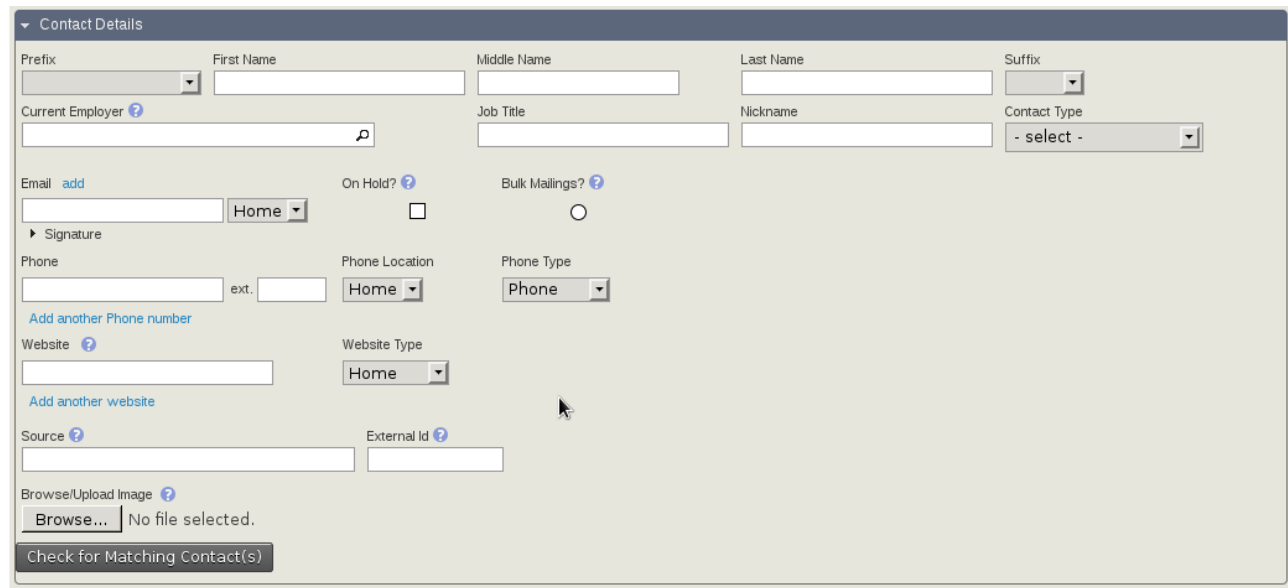 Contact Details
Prefix First Name Middle Name Last Name Suffix
Current Employer ? Job Title Nickname Contact Type
- select -
Email add On Hold? ? Bulk Mailings? ?
Home
Signature
Phone Phone Location Phone Type
ext. Home Phone
Add another Phone number
Website ? Website Type
Home
Add another website
Source ? External Id ?
Browse/Upload Image ?
Browse... No file selected.
Check for Matching Contact(s)